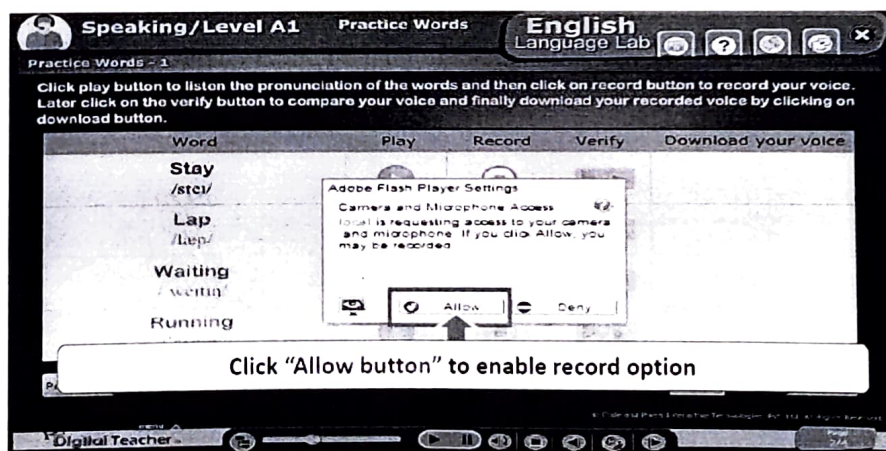 Speaking/Level A1
Practice Words
English
Language Lab
Practice Words - 1
Click play button to listen the pronunciation of the words and then click on record button to record your voice.
Later click on the verify button to compare your voice and finally download your recorded voice by clicking on
download button.
Word Play Record Verify Download your voice
Stay
/steɪ/
Lap
/læp/
Waiting
Running
Adobe Flash Player Settings
Camera and Microphone Access
local is requesting access to your camera
and microphone. If you click Allow, you
may be recorded
Allow Deny
Click “Allow button” to enable record option
MENU
Digital Teacher
Page
2/4